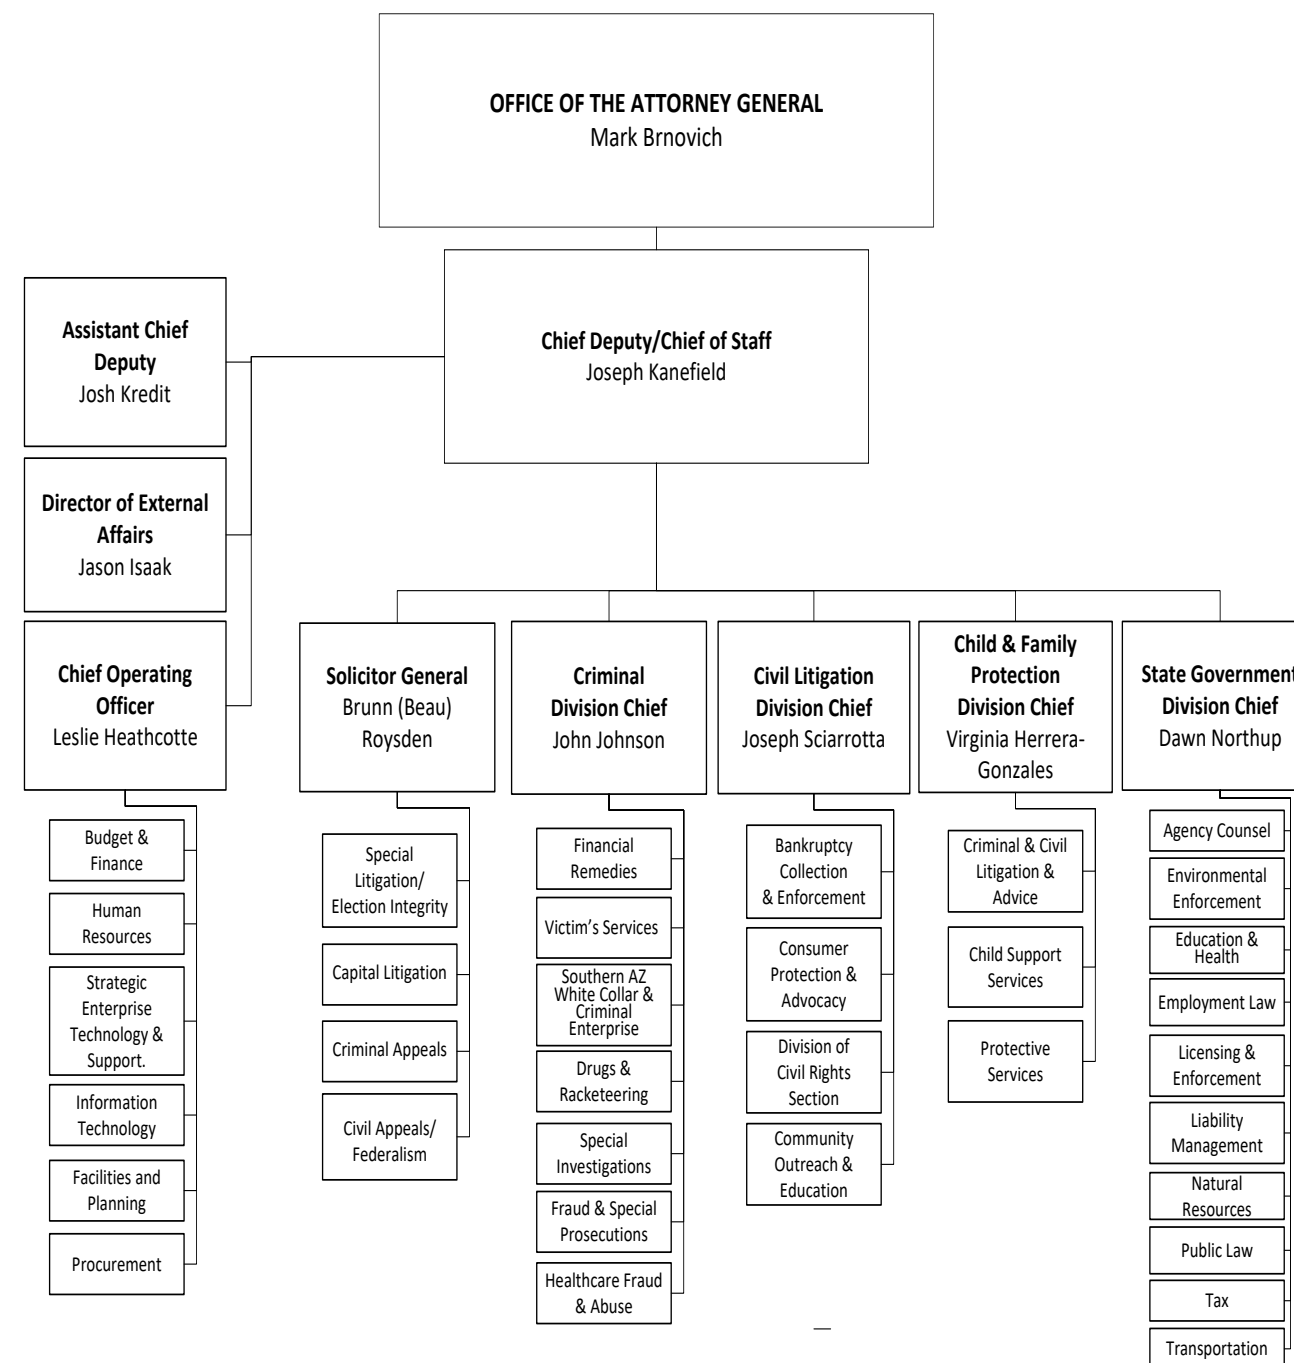 OFFICE OF THE ATTORNEY GENERAL
Mark Brnovich
Chief Deputy/Chief of Staff
Joseph Kanefield
Assistant Chief
Deputy
Josh Kredit
Director of External
Affairs
Jason Isaak
Chief Operating
Officer
Leslie Heathcotte
Budget &
Finance
Human
Resources
Strategic
Enterprise
Technology &
Support.
Information
Technology
Facilities and
Planning
Procurement
Solicitor General
Brunn (Beau)
Roysden
Special
Litigation/
Election Integrity
Capital Litigation
Criminal Appeals
Civil Appeals/
Federalism
Criminal
Division Chief
John Johnson
Financial
Remedies
Victim’s Services
Southern AZ
White Collar &
Criminal
Enterprise
Drugs &
Racketeering
Special
Investigations
Fraud & Special
Prosecutions
Healthcare Fraud
& Abuse
Civil Litigation
Division Chief
Joseph Sciarrotta
Bankruptcy
Collection
& Enforcement
Consumer
Protection &
Advocacy
Division of
Civil Rights
Section
Community
Outreach &
Education
Child & Family
Protection
Division Chief
Virginia Herrera-
Gonzales
Criminal & Civil
Litigation &
Advice
Child Support
Services
Protective
Services
State Government
Division Chief
Dawn Northup
Agency Counsel
Environmental
Enforcement
Education &
Health
Employment Law
Licensing &
Enforcement
Liability
Management
Natural
Resources
Public Law
Tax
Transportation